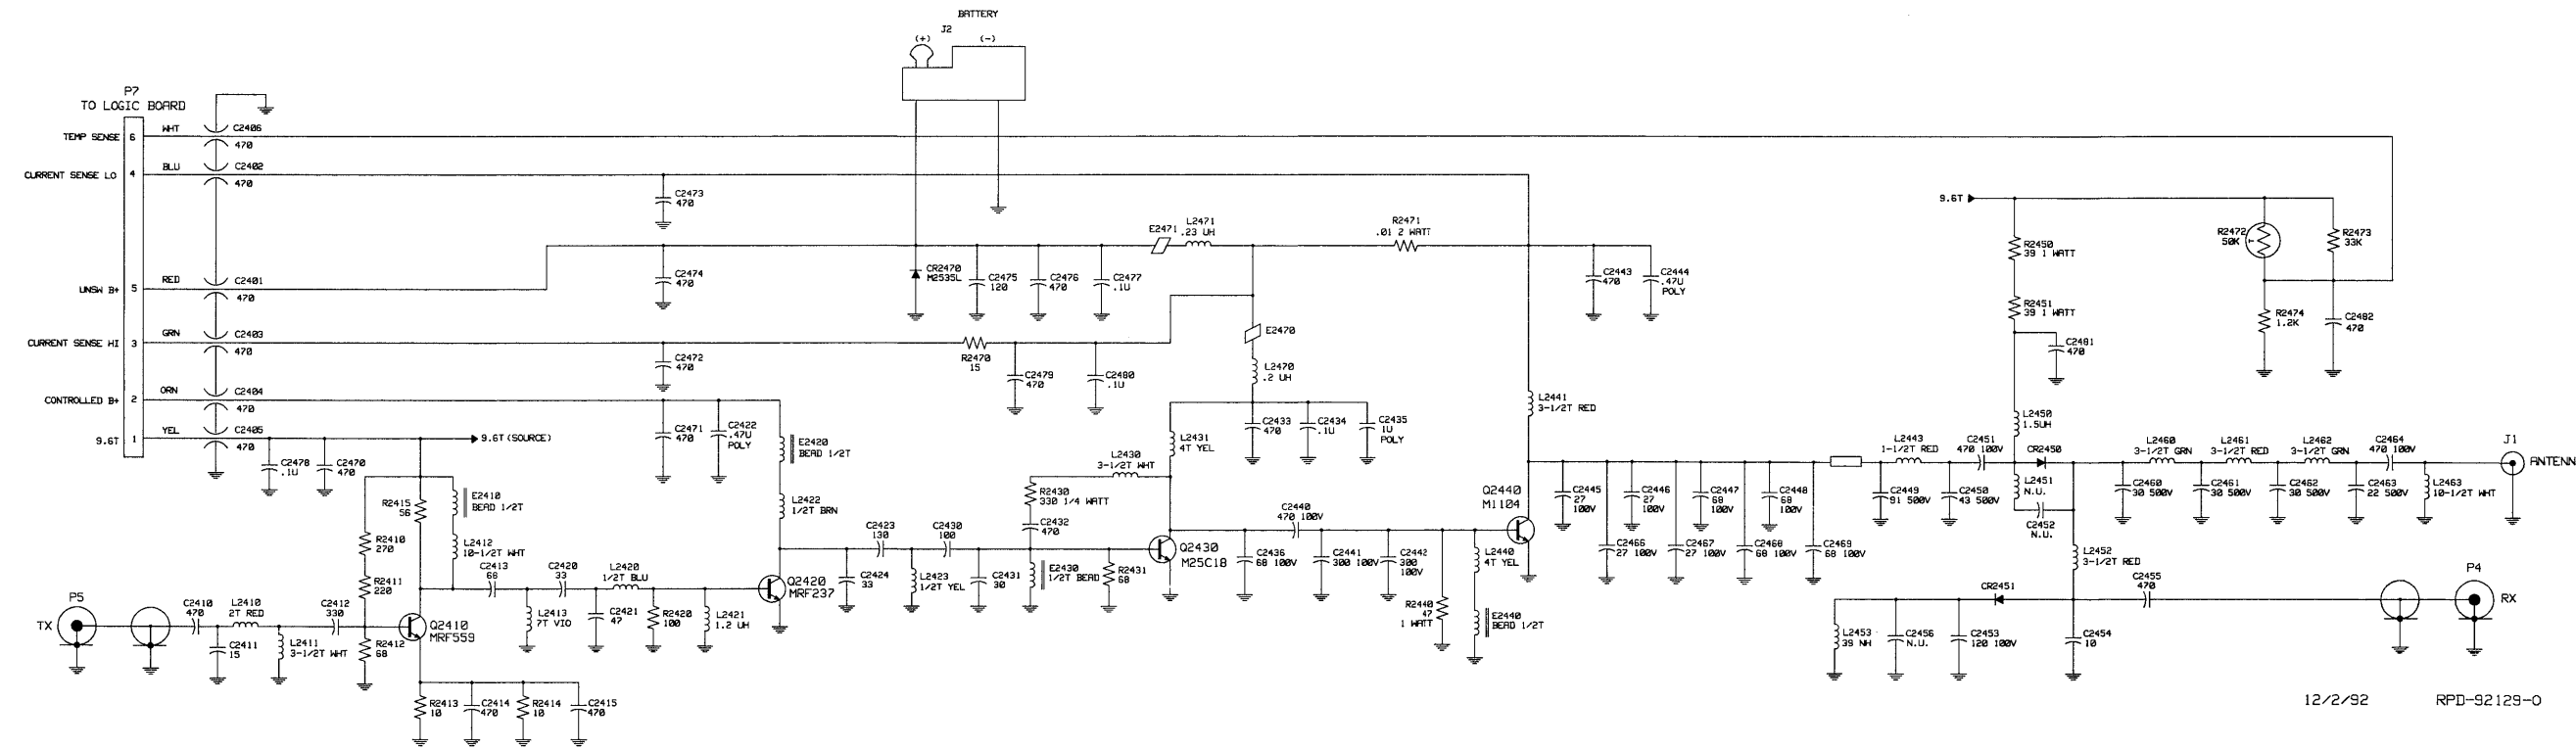 BATTERY
J2
(+)
(-)
P7
TO LOGIC BOARD
TEMP SENSE 6 WHT C2406
470
CURRENT SENSE LO 4 BLU C2402
470
UNSW B+ 5 RED C2401
470
CURRENT SENSE HI 3 GRN C2403
470
CONTROLLED B+ 2 ORN C2404
470
9.6T 1 YEL C2405
470
9.6T(SOURCE)
C2478
.1U
C2470
470
C2473
470
C2474
470
C2472
470
C2471
470
C2422
.47U
POLY
CR2470
M2535L
C2475
120
C2476
470
C2477
.1U
E2471
L2471
.23 UH
R2471
.01 2 WATT
R2470
15
C2479
470
C2480
.1U
E2470
L2470
.2 UH
C2433
470
C2434
.1U
C2435
1U
POLY
C2443
470
C2444
.47U
POLY
L2441
3-1/2T RED
9.6T
R2450
39 1 WATT
R2451
39 1 WATT
C2481
470
L2450
1.5UH
R2472
50K
T
R2473
33K
R2474
1.2K
C2482
470
E2420
BEAD 1/2T
L2422
1/2T BRN
L2431
4T YEL
L2430
3-1/2T WHT
R2430
330 1/4 WATT
C2432
470
R2415
56
E2410
BEAD 1/2T
L2412
10-1/2T WHT
R2410
270
R2411
220
TX
P5
C2410
470
L2410
2T RED
C2412
330
C2411
15
L2411
3-1/2T WHT
R2412
68
Q2410
MRF559
R2413
10
C2414
470
R2414
10
C2415
470
C2413
68
C2420
33
L2420
1/2T BLU
L2413
7T VIO
C2421
47
R2420
100
L2421
1.2 UH
Q2420
MRF237
C2423
130
C2430
100
C2424
33
L2423
1/2T YEL
C2431
30
E2430
1/2T BEAD
R2431
68
Q2430
M25C18
C2440
470 100V
C2436
68 100V
C2441
300 100V
C2442
300
100V
R2440
47
1 WATT
L2440
4T YEL
E2440
BEAD 1/2T
Q2440
M1104
C2445
27
100V
C2446
27
100V
C2447
68
100V
C2448
68
100V
C2466
27 100V
C2467
27 100V
C2468
68 100V
C2469
68 100V
L2443
1-1/2T RED
C2451
470 100V
C2449
91 500V
C2450
43 500V
CR2450
L2451
N.U.
C2452
N.U.
L2460
3-1/2T GRN
L2461
3-1/2T RED
L2462
3-1/2T GRN
C2464
470 100V
C2460
30 500V
C2461
30 500V
C2462
30 500V
C2463
22 500V
L2463
10-1/2T WHT
J1
ANTENN
L2452
3-1/2T RED
CR2451
C2455
470
L2453
39 NH
C2456
N.U.
C2453
120 100V
C2454
10
P4
RX
12/2/92
RPD-92129-O